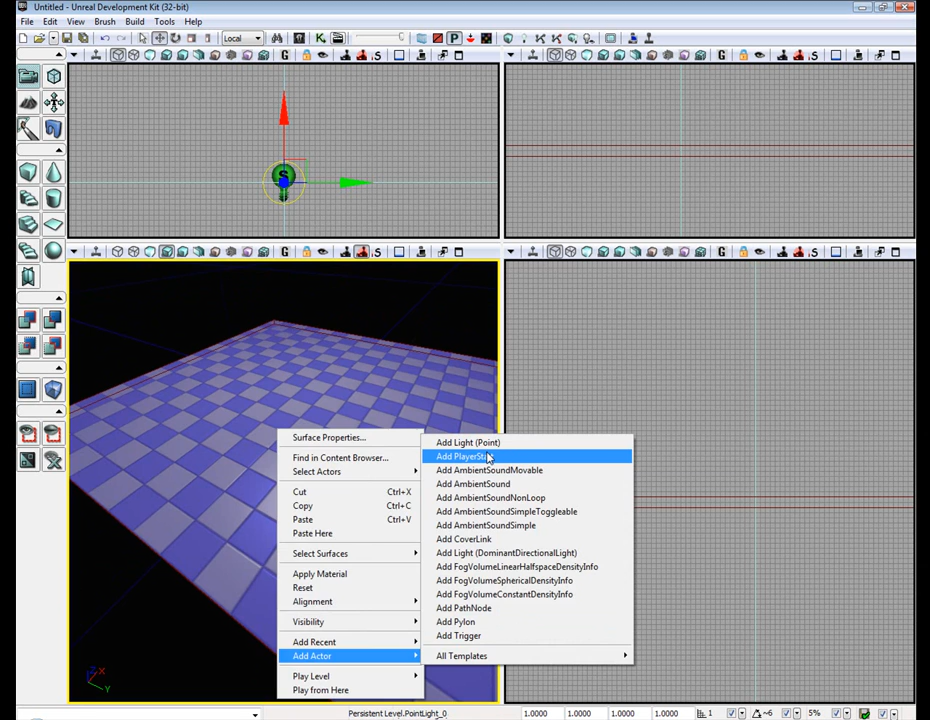 Untitled - Unreal Development Kit (32-bit)
File Edit View Brush Build Tools Help
Local
G S G S
S
G S G S
Surface Properties...
Find in Content Browser...
Select Actors
Cut Ctrl+X
Copy Ctrl+C
Paste Ctrl+V
Paste Here
Select Surfaces
Apply Material
Reset
Alignment
Visibility
Add Recent
Add Actor
Play Level
Play from Here
Add Light (Point)
Add PlayerStart
Add AmbientSoundMovable
Add AmbientSound
Add AmbientSoundNonLoop
Add AmbientSoundSimpleToggleable
Add AmbientSoundSimple
Add CoverLink
Add Light (DominantDirectionalLight)
Add FogVolumeLinearHalfspaceDensityInfo
Add FogVolumeSphericalDensityInfo
Add FogVolumeConstantDensityInfo
Add PathNode
Add Pylon
Add Trigger
All Templates
Z X
Y
Persistent Level.PointLight_0 1.0000 1.0000 1.0000 1.0000 1 ~6 5%